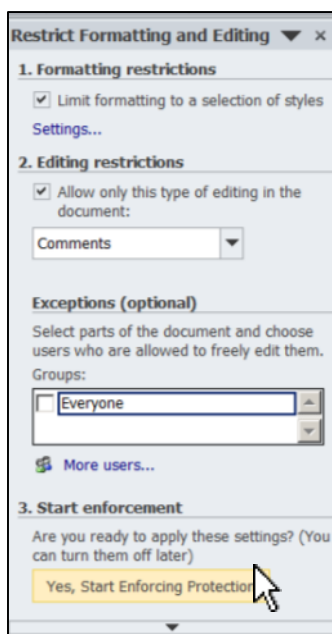 Restrict Formatting and Editing
1. Formatting restrictions
Limit formatting to a selection of styles
Settings...
2. Editing restrictions
Allow only this type of editing in the
document:
Comments
Exceptions (optional)
Select parts of the document and choose
users who are allowed to freely edit them.
Groups:
Everyone
More users...
3. Start enforcement
Are you ready to apply these settings? (You
can turn them off later)
Yes, Start Enforcing Protection